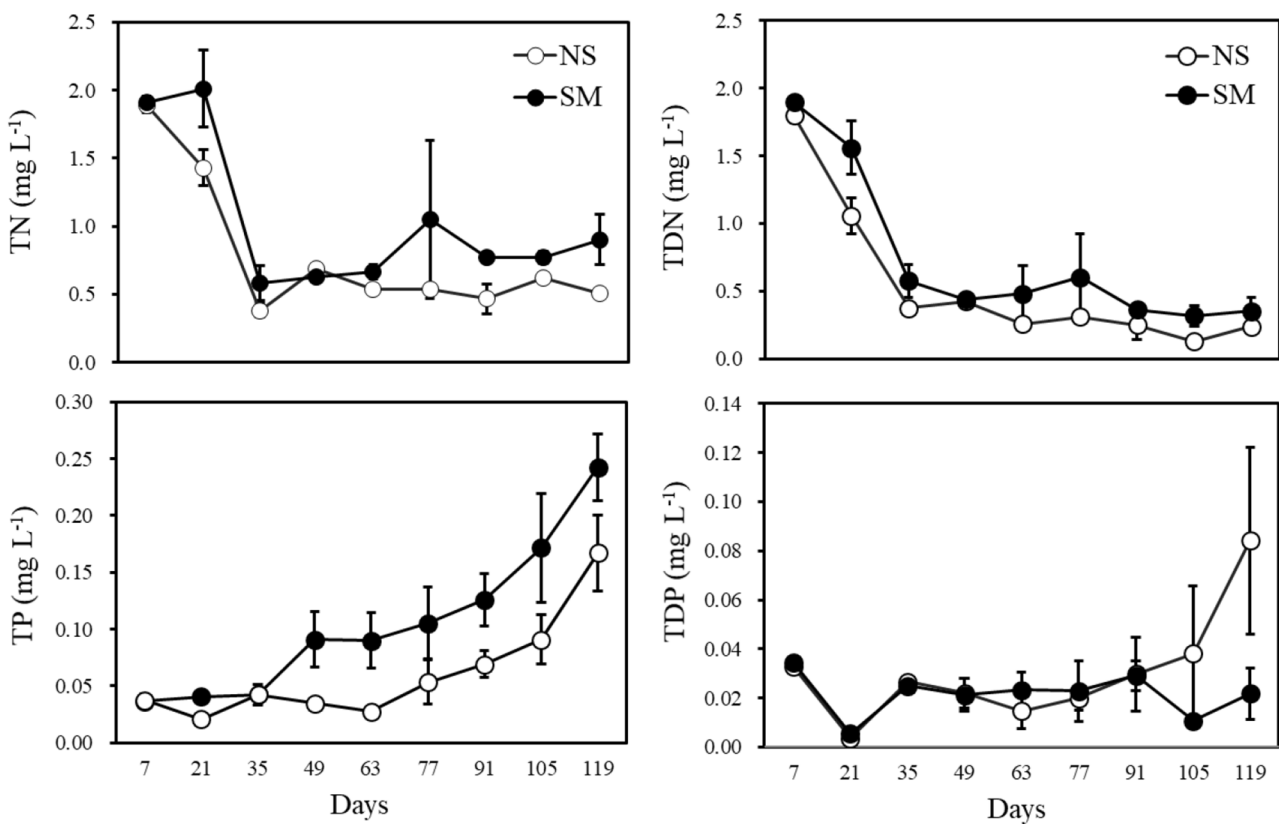 TN (mg L-1)
2.5
2.0
1.5
1.0
0.5
0.0
NS
SM
TDN (mg L-1)
2.5
2.0
1.5
1.0
0.5
0.0
NS
SM
TP (mg L-1)
0.30
0.25
0.20
0.15
0.10
0.05
0.00
7 21 35 49 63 77 91 105 119
Days
TDP (mg L-1)
0.14
0.12
0.10
0.08
0.06
0.04
0.02
0.00
7 21 35 49 63 77 91 105 119
Days